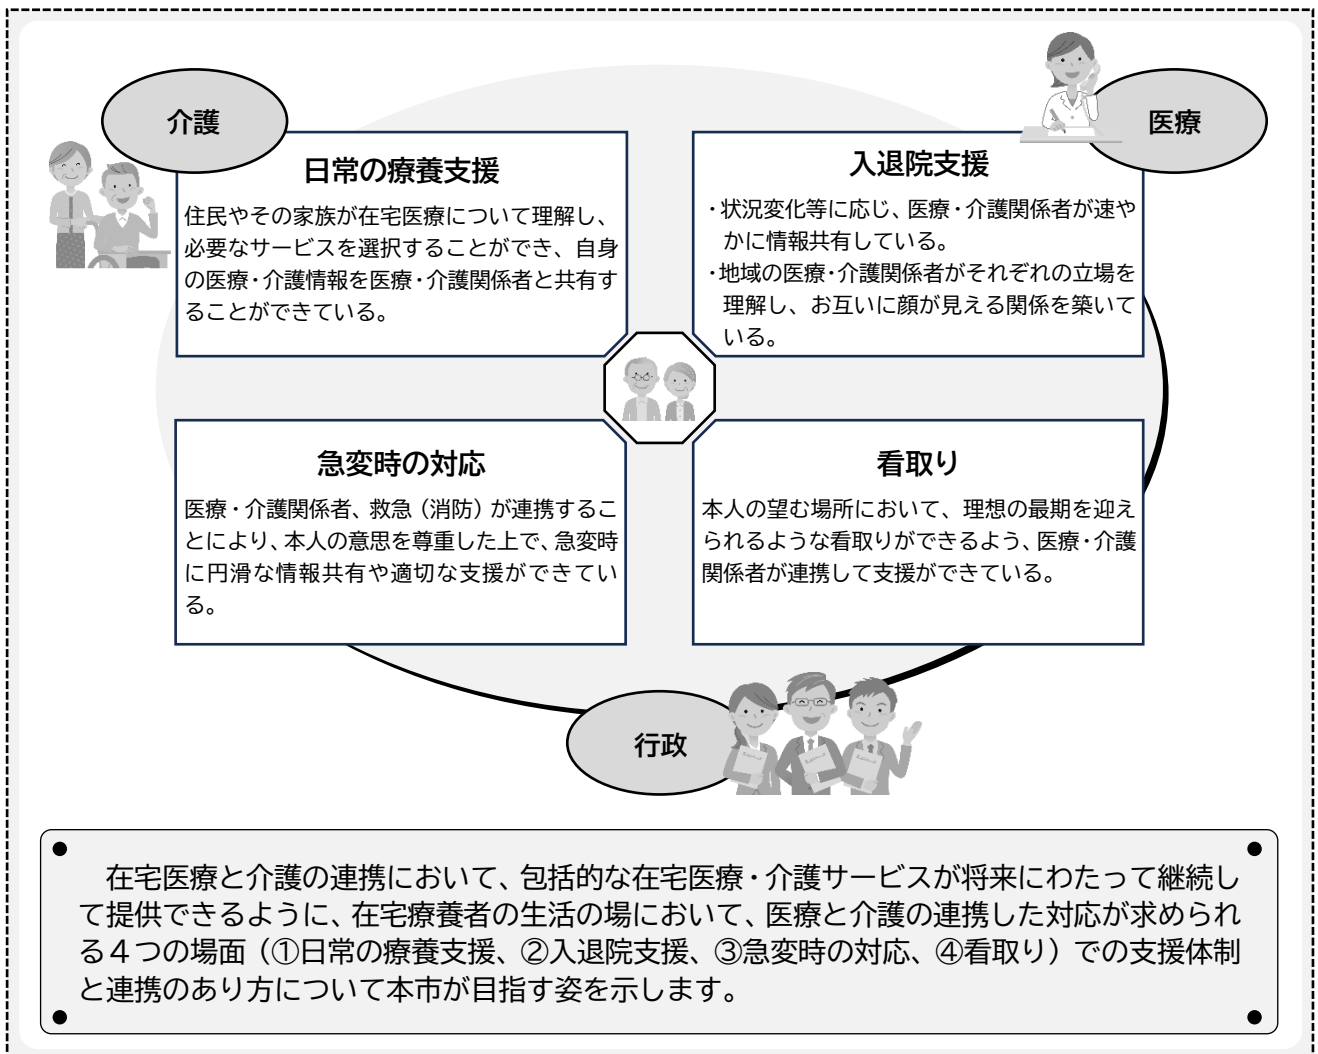 介護
医療
日常の療養支援
住民やその家族が在宅医療について理解し、
必要なサービスを選択することができ、自身
の医療・介護情報を医療・介護関係者と共有す
ることができている。
入退院支援
・状況変化等に応じ、医療・介護関係者が速や
かに情報共有している。
・地域の医療・介護関係者がそれぞれの立場を
理解し、お互いに顔が見える関係を築いて
いる。
急変時の対応
医療・介護関係者、救急（消防）が連携するこ
とにより、本人の意思を尊重した上で、急変時
に円滑な情報共有や適切な支援ができてい
る。
看取り
本人の望む場所において、理想の最期を迎え
られるような看取りができるよう、医療・介護
関係者が連携して支援ができている。
行政
在宅医療と介護の連携において、包括的な在宅医療・介護サービスが将来にわたって継続し
て提供できるように、在宅療養者の生活の場において、医療と介護の連携した対応が求められ
る４つの場面（①日常の療養支援、②入退院支援、③急変時の対応、④看取り）での支援体制
と連携のあり方について本市が目指す姿を示します。